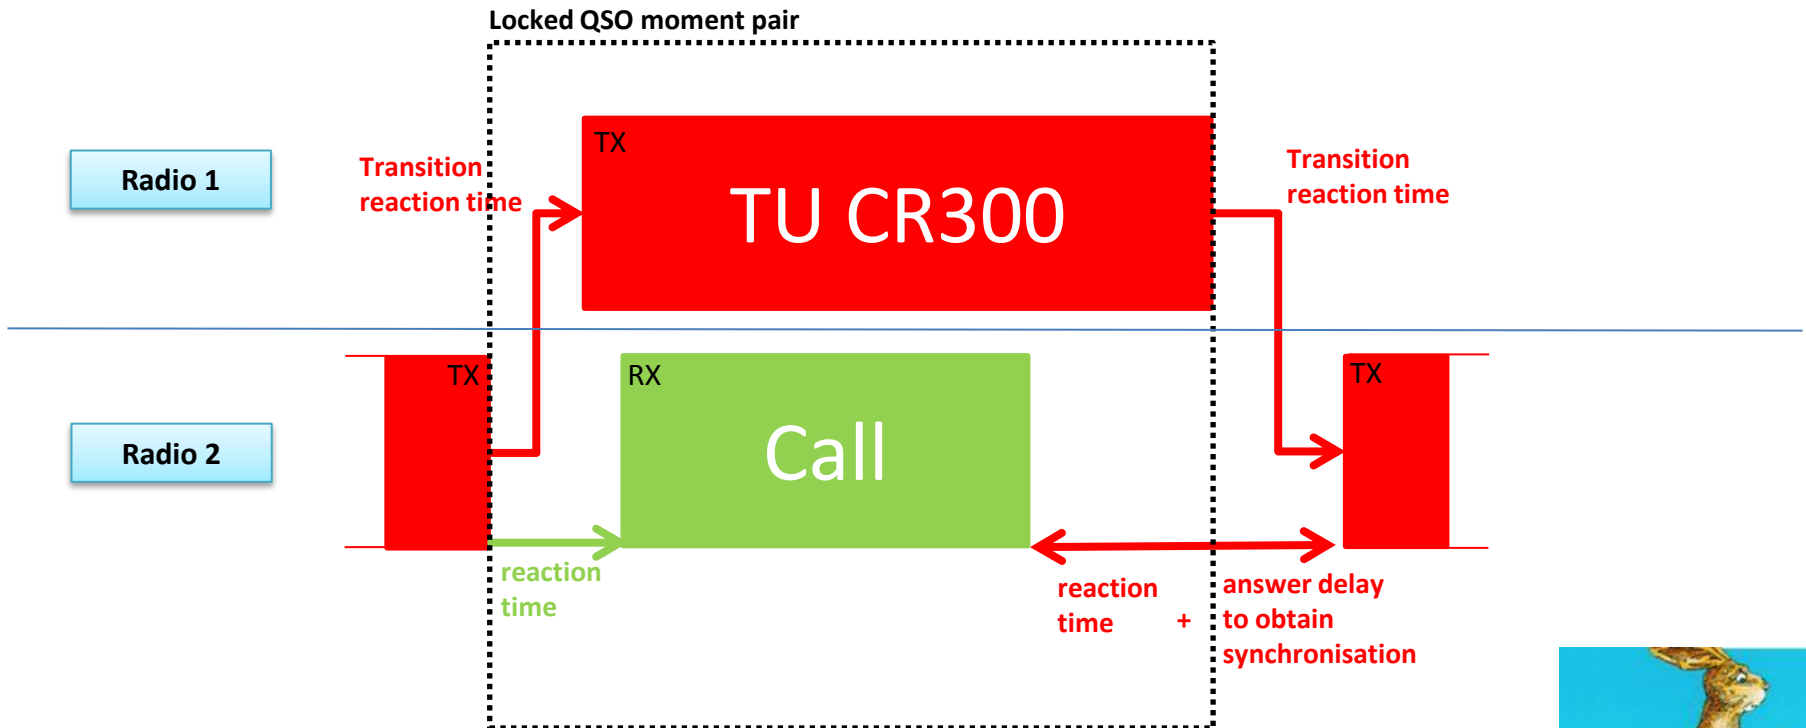 Locked QSO moment pair
Radio 1
Transition
reaction time
TX
TU CR300
Transition
reaction time
Radio 2
TX
RX
Call
TX
reaction
time
reaction
time +
answer delay
to obtain
synchronisation